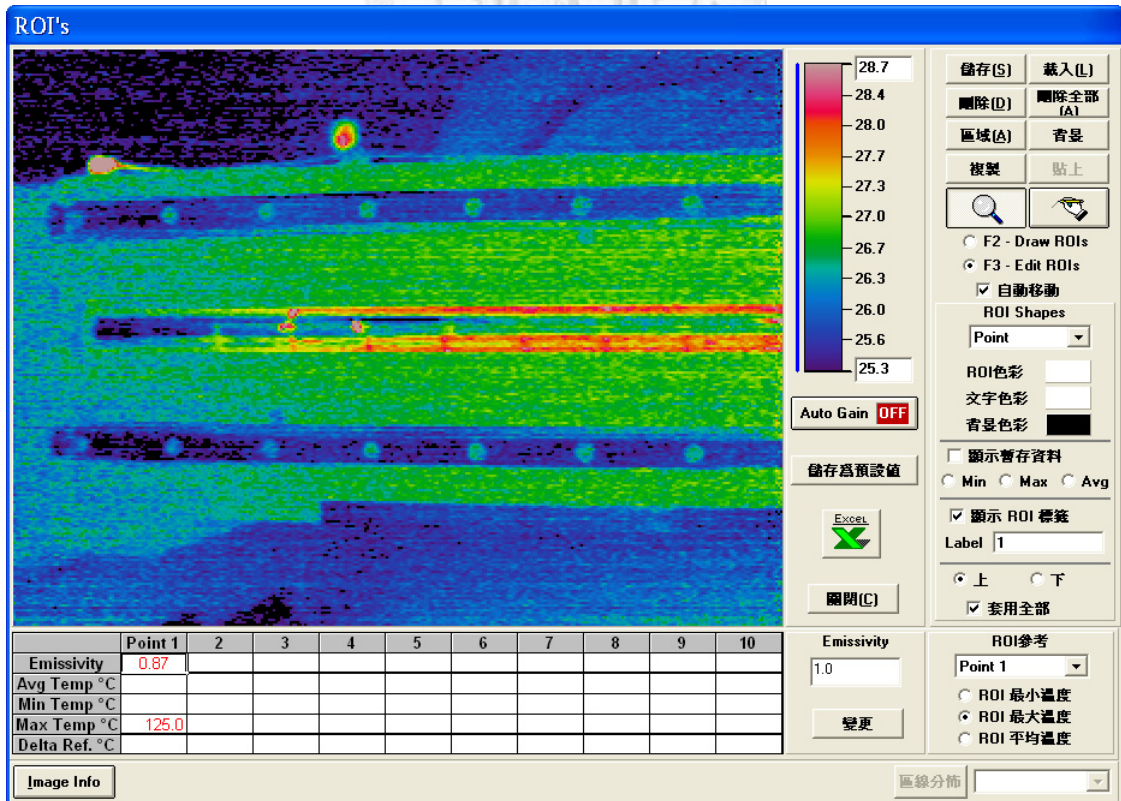 ROI's
28.7
28.4
28.0
27.7
27.3
27.0
26.7
26.3
26.0
25.6
25.3
Auto Gain OFF
儲存為預設值
EXCEL
關閉(C)
儲存(S) 載入(L)
刪除(D) 刪除全部(A)
區域(A) 背景
複製 貼上
F2 - Draw ROIs
F3 - Edit ROIs
自動移動
ROI Shapes
Point
ROI色彩
文字色彩
背景色彩
顯示暫存資料
Min Max Avg
顯示 ROI 標籤
Label 1
上 下
套用全部
Point 1 2 3 4 5 6 7 8 9 10
Emissivity 0.87
Avg Temp °C
Min Temp °C
Max Temp °C 125.0
Delta Ref. °C
Emissivity
1.0
變更
ROI參考
Point 1
ROI 最小溫度
ROI 最大溫度
ROI 平均溫度
Image Info
區線分佈